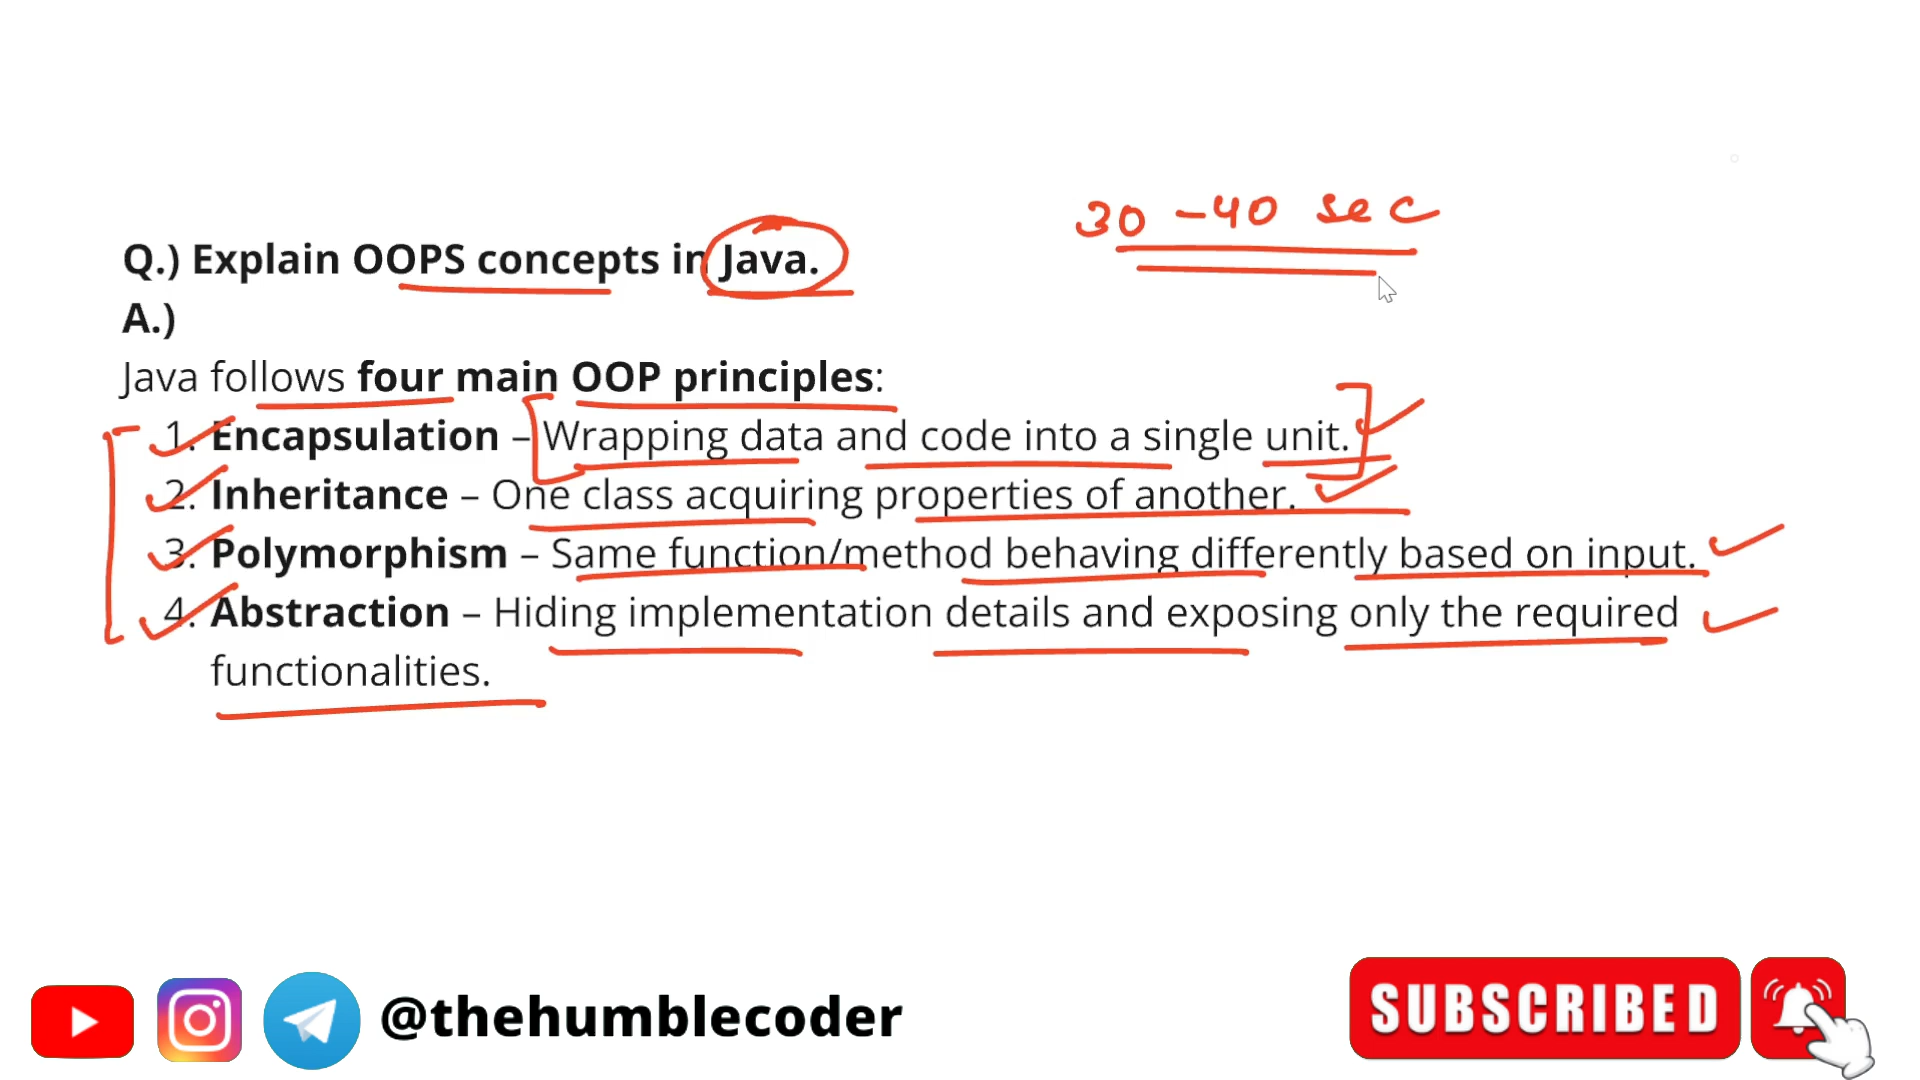 30 - 40 sec
Q.) Explain OOPS concepts in Java.
A.)
Java follows four main OOP principles:
1. Encapsulation – Wrapping data and code into a single unit.
2. Inheritance – One class acquiring properties of another.
3. Polymorphism – Same function/method behaving differently based on input.
4. Abstraction – Hiding implementation details and exposing only the required
functionalities.
@thehumblecoder
SUBSCRIBED